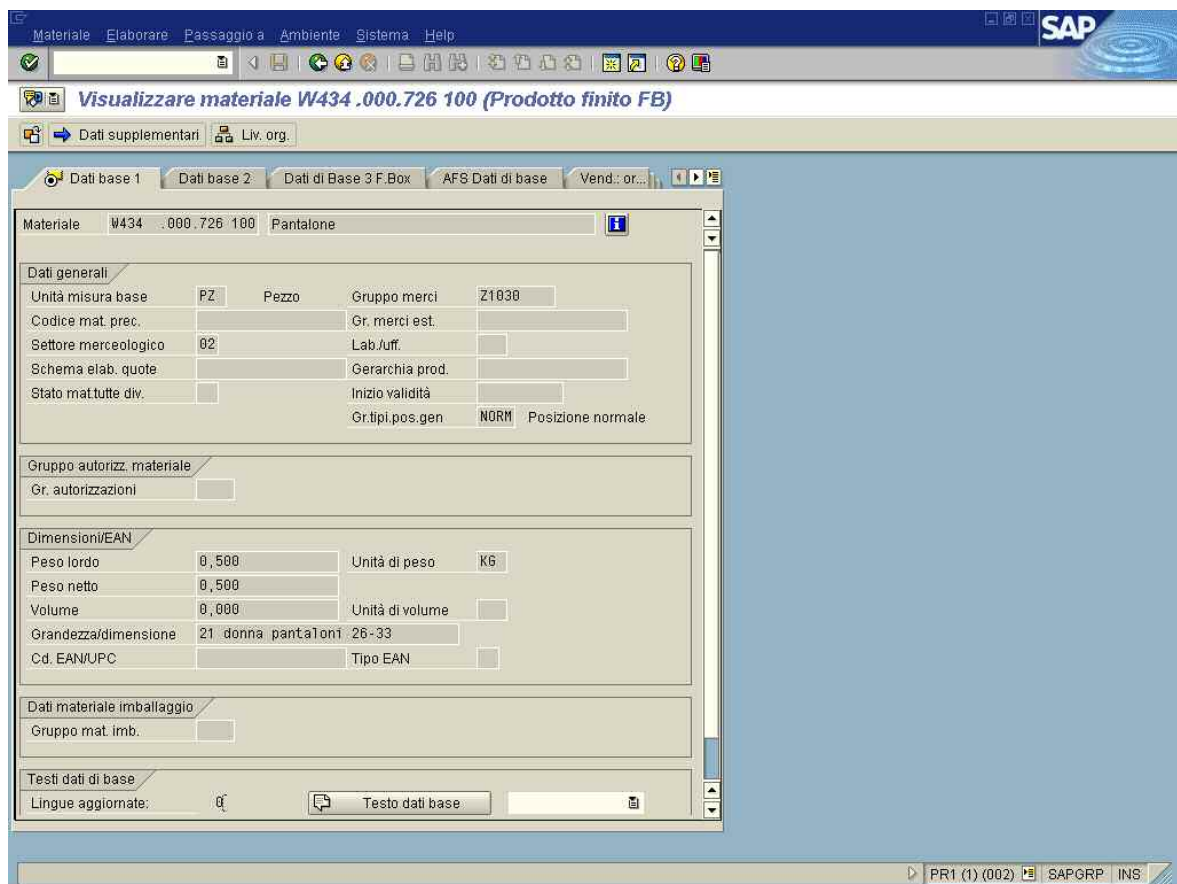 Materiale Elaborare Passaggio a Ambiente Sistema Help
SAP
Visualizzare materiale W434 .000.726 100 (Prodotto finito FB)
Dati supplementari Liv. org.
Dati base 1 Dati base 2 Dati di Base 3 F.Box AFS Dati di base Vend.: or...
Materiale W434 .000.726 100 Pantalone
Dati generali
Unità misura base PZ Pezzo Gruppo merci Z1030
Codice mat. prec. Gr. merci est.
Settore merceologico 02 Lab./uff.
Schema elab. quote Gerarchia prod.
Stato mat.tutte div. Inizio validità
Gr.tipi.pos.gen NORM Posizione normale
Gruppo autorizz. materiale
Gr. autorizzazioni
Dimensioni/EAN
Peso lordo 0,500 Unità di peso KG
Peso netto 0,500
Volume 0,000 Unità di volume
Grandezza/dimensione 21 donna pantaloni 26-33
Cd. EAN/UPC Tipo EAN
Dati materiale imballaggio
Gruppo mat. imb.
Testi dati di base
Lingue aggiornate: 0 Testo dati base
PR1 (1) (002) SAPGRP INS